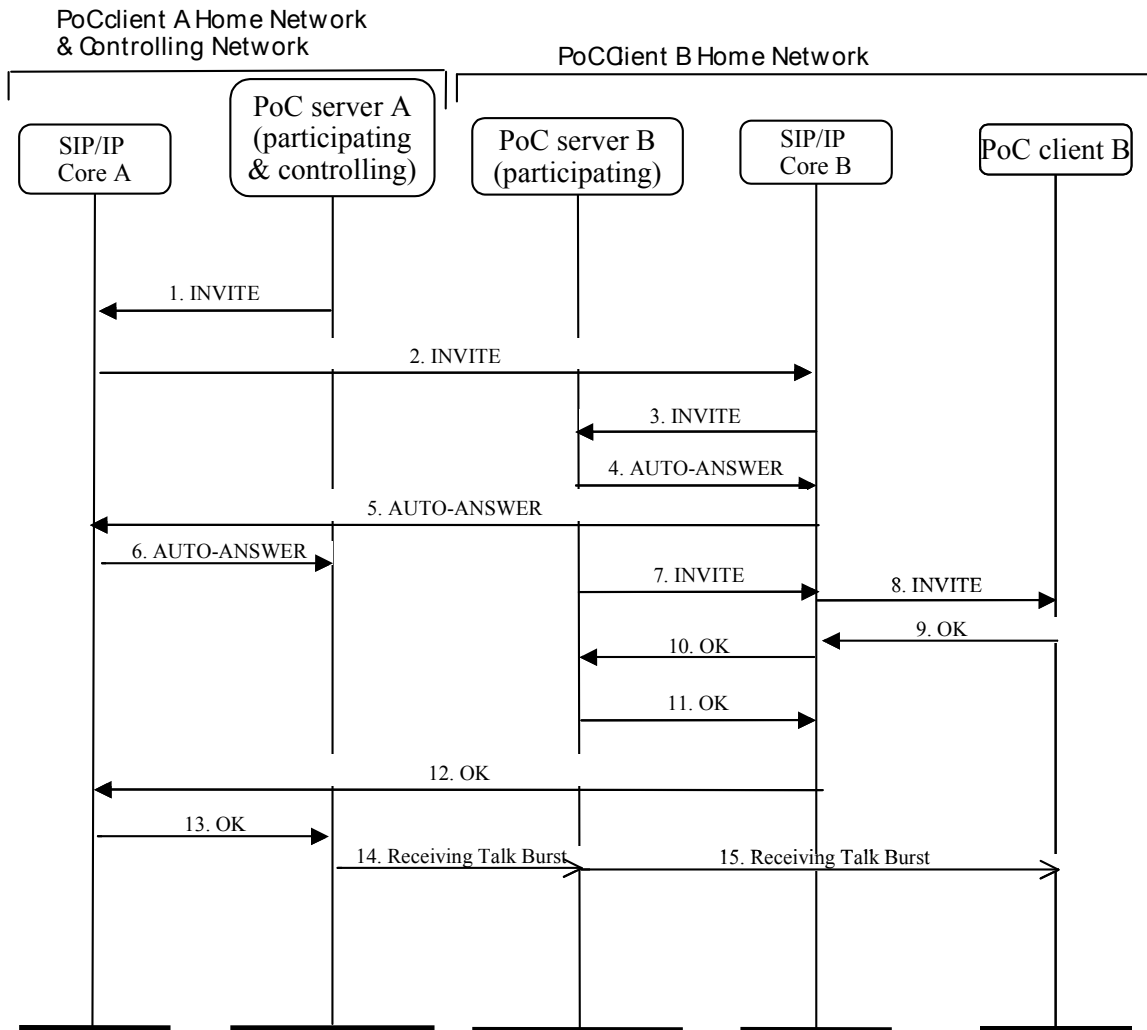 PoCclient A Home Network
& Controlling Network
PoCClient B Home Network
SIP/IP
Core A
PoC server A
(participating
& controlling)
PoC server B
(participating)
SIP/IP
Core B
PoC client B
1. INVITE
2. INVITE
3. INVITE
4. AUTO-ANSWER
5. AUTO-ANSWER
6. AUTO-ANSWER
7. INVITE
8. INVITE
9. OK
10. OK
11. OK
12. OK
13. OK
14. Receiving Talk Burst
15. Receiving Talk Burst